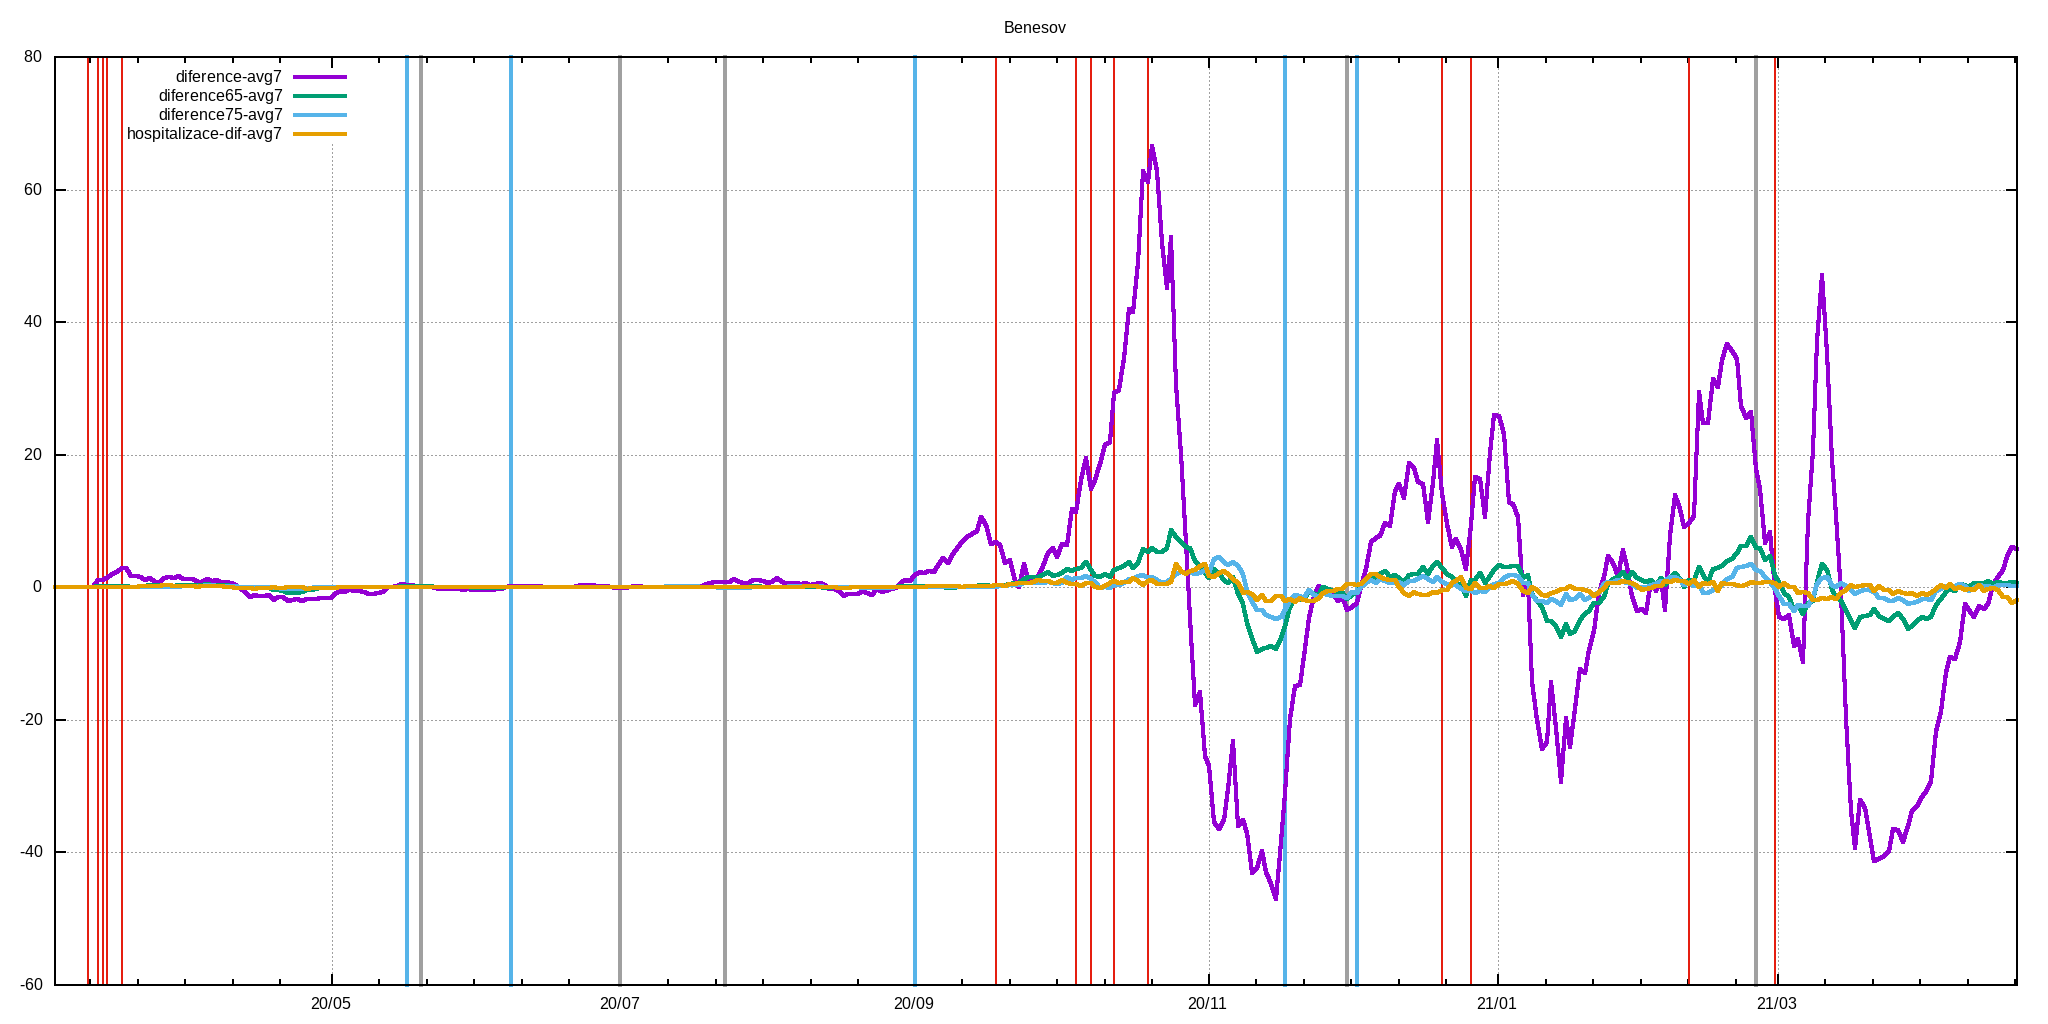 Benesov
80
diference-avg7
diference65-avg7
diference75-avg7
hospitalizace-dif-avg7
60
40
20
0
-20
-40
-60
20/05 20/07 20/09 20/11 21/01 21/03